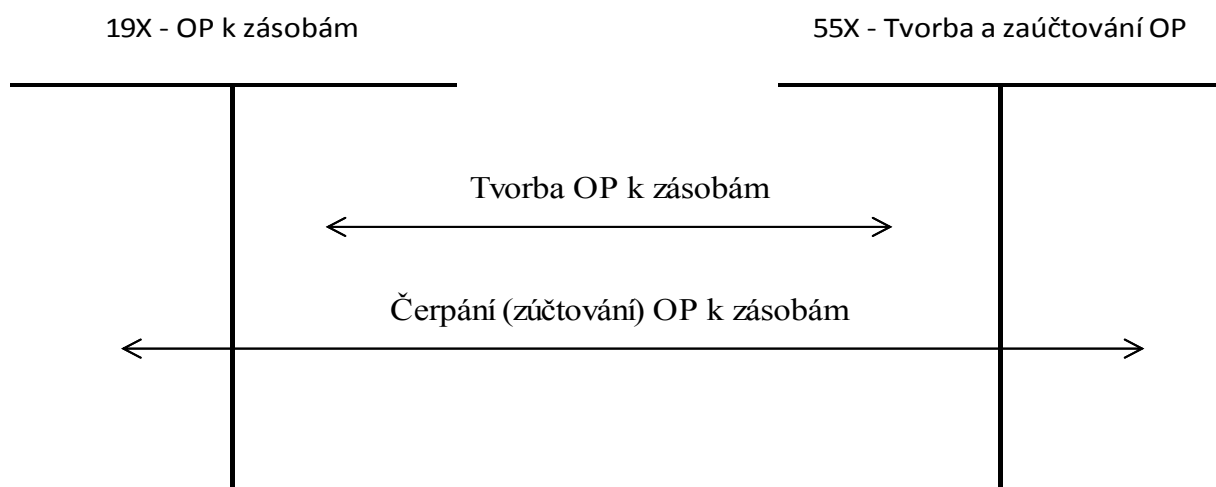 19X - OP k zásobám
55X - Tvorba a zaúčtování OP
Tvorba OP k zásobám
Čerpání (zúčtování) OP k zásobám